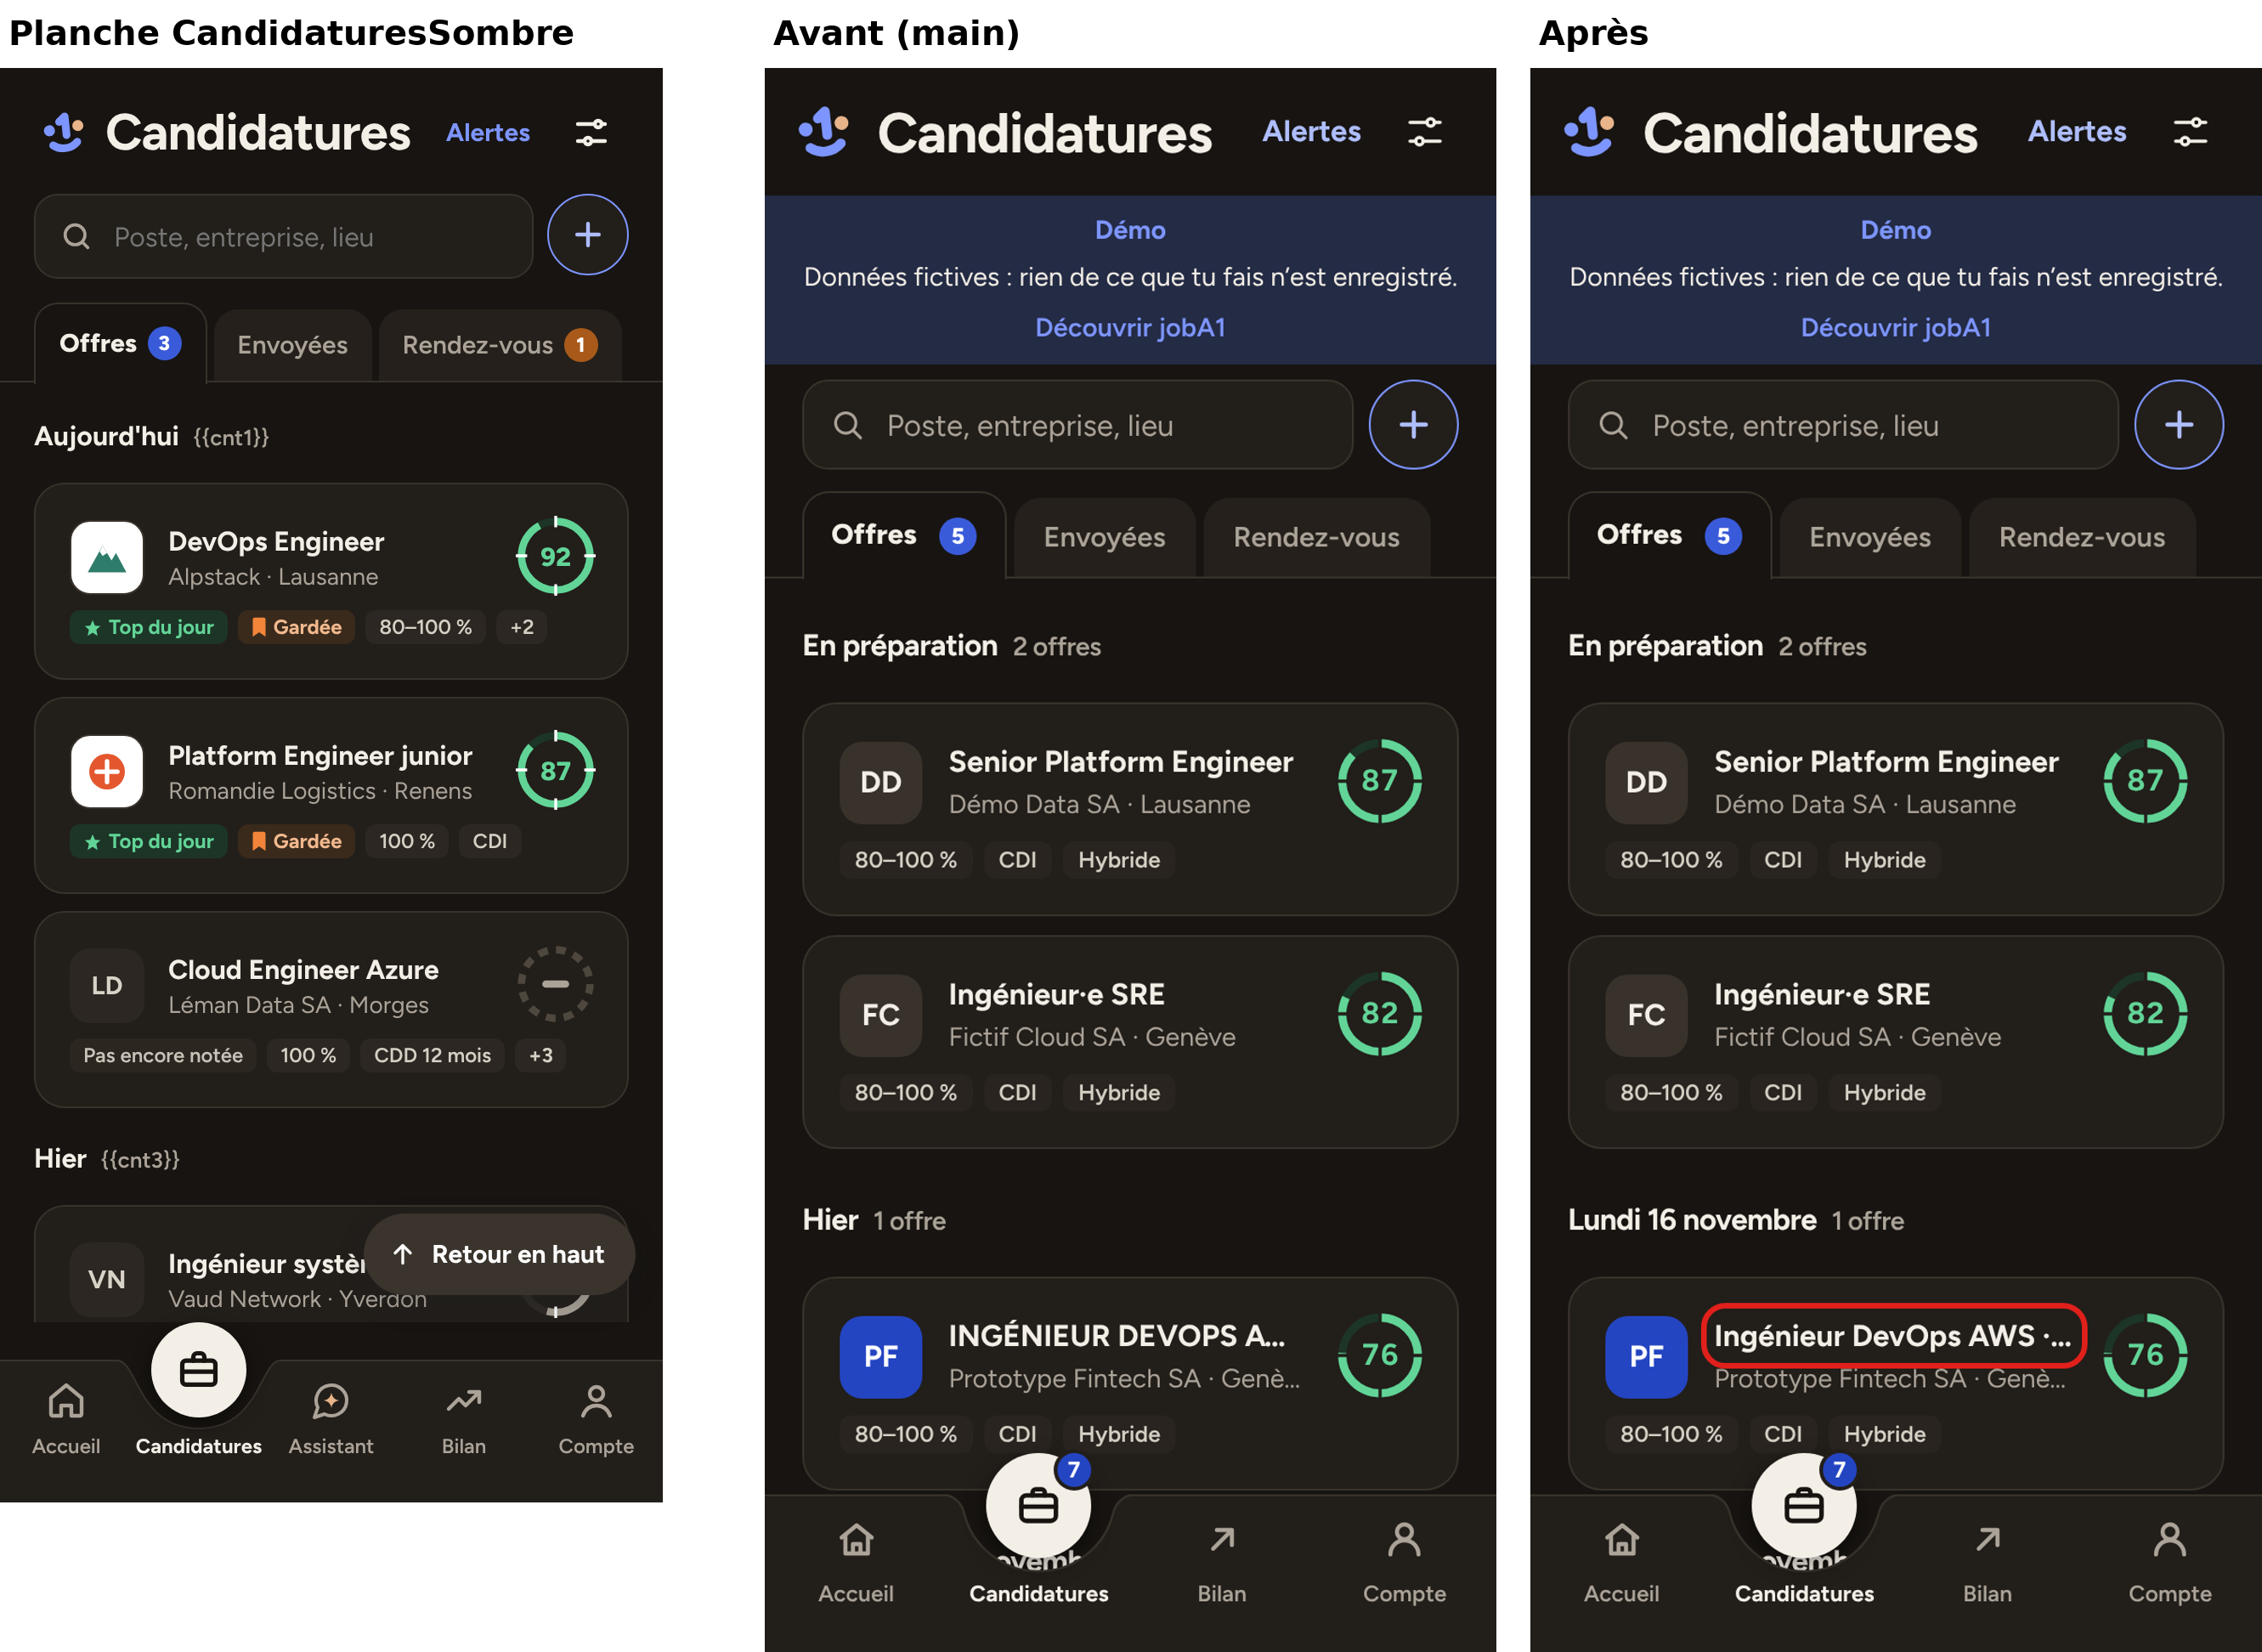 Planche CandidaturesSombre
Candidatures Alertes
Poste, entreprise, lieu
Offres 3 Envoyées Rendez-vous 1
Aujourd'hui {{cnt1}}
DevOps Engineer
Alpstack · Lausanne
92
Top du jour Gardée 80–100 % +2
Platform Engineer junior
Romandie Logistics · Renens
87
Top du jour Gardée 100 % CDI
LD
Cloud Engineer Azure
Léman Data SA · Morges
Pas encore notée 100 % CDD 12 mois +3
Hier {{cnt3}}
VN
Ingénieur systèr
Vaud Network · Yverdon
Retour en haut
Accueil Candidatures Assistant Bilan Compte
Avant (main)
Candidatures Alertes
Démo
Données fictives : rien de ce que tu fais n’est enregistré.
Découvrir jobA1
Poste, entreprise, lieu
Offres 5 Envoyées Rendez-vous
En préparation 2 offres
DD
Senior Platform Engineer
Démo Data SA · Lausanne
87
80–100 % CDI Hybride
FC
Ingénieur·e SRE
Fictif Cloud SA · Genève
82
80–100 % CDI Hybride
Hier 1 offre
PF
INGÉNIEUR DEVOPS A...
Prototype Fintech SA · Genè...
76
80–100 % CDI Hybride
7
ovemb
Accueil Candidatures Bilan Compte
Après
Candidatures Alertes
Démo
Données fictives : rien de ce que tu fais n’est enregistré.
Découvrir jobA1
Poste, entreprise, lieu
Offres 5 Envoyées Rendez-vous
En préparation 2 offres
DD
Senior Platform Engineer
Démo Data SA · Lausanne
87
80–100 % CDI Hybride
FC
Ingénieur·e SRE
Fictif Cloud SA · Genève
82
80–100 % CDI Hybride
Lundi 16 novembre 1 offre
PF
Ingénieur DevOps AWS ·...
Prototype Fintech SA · Genè...
76
80–100 % CDI Hybride
7
ovemb
Accueil Candidatures Bilan Compte